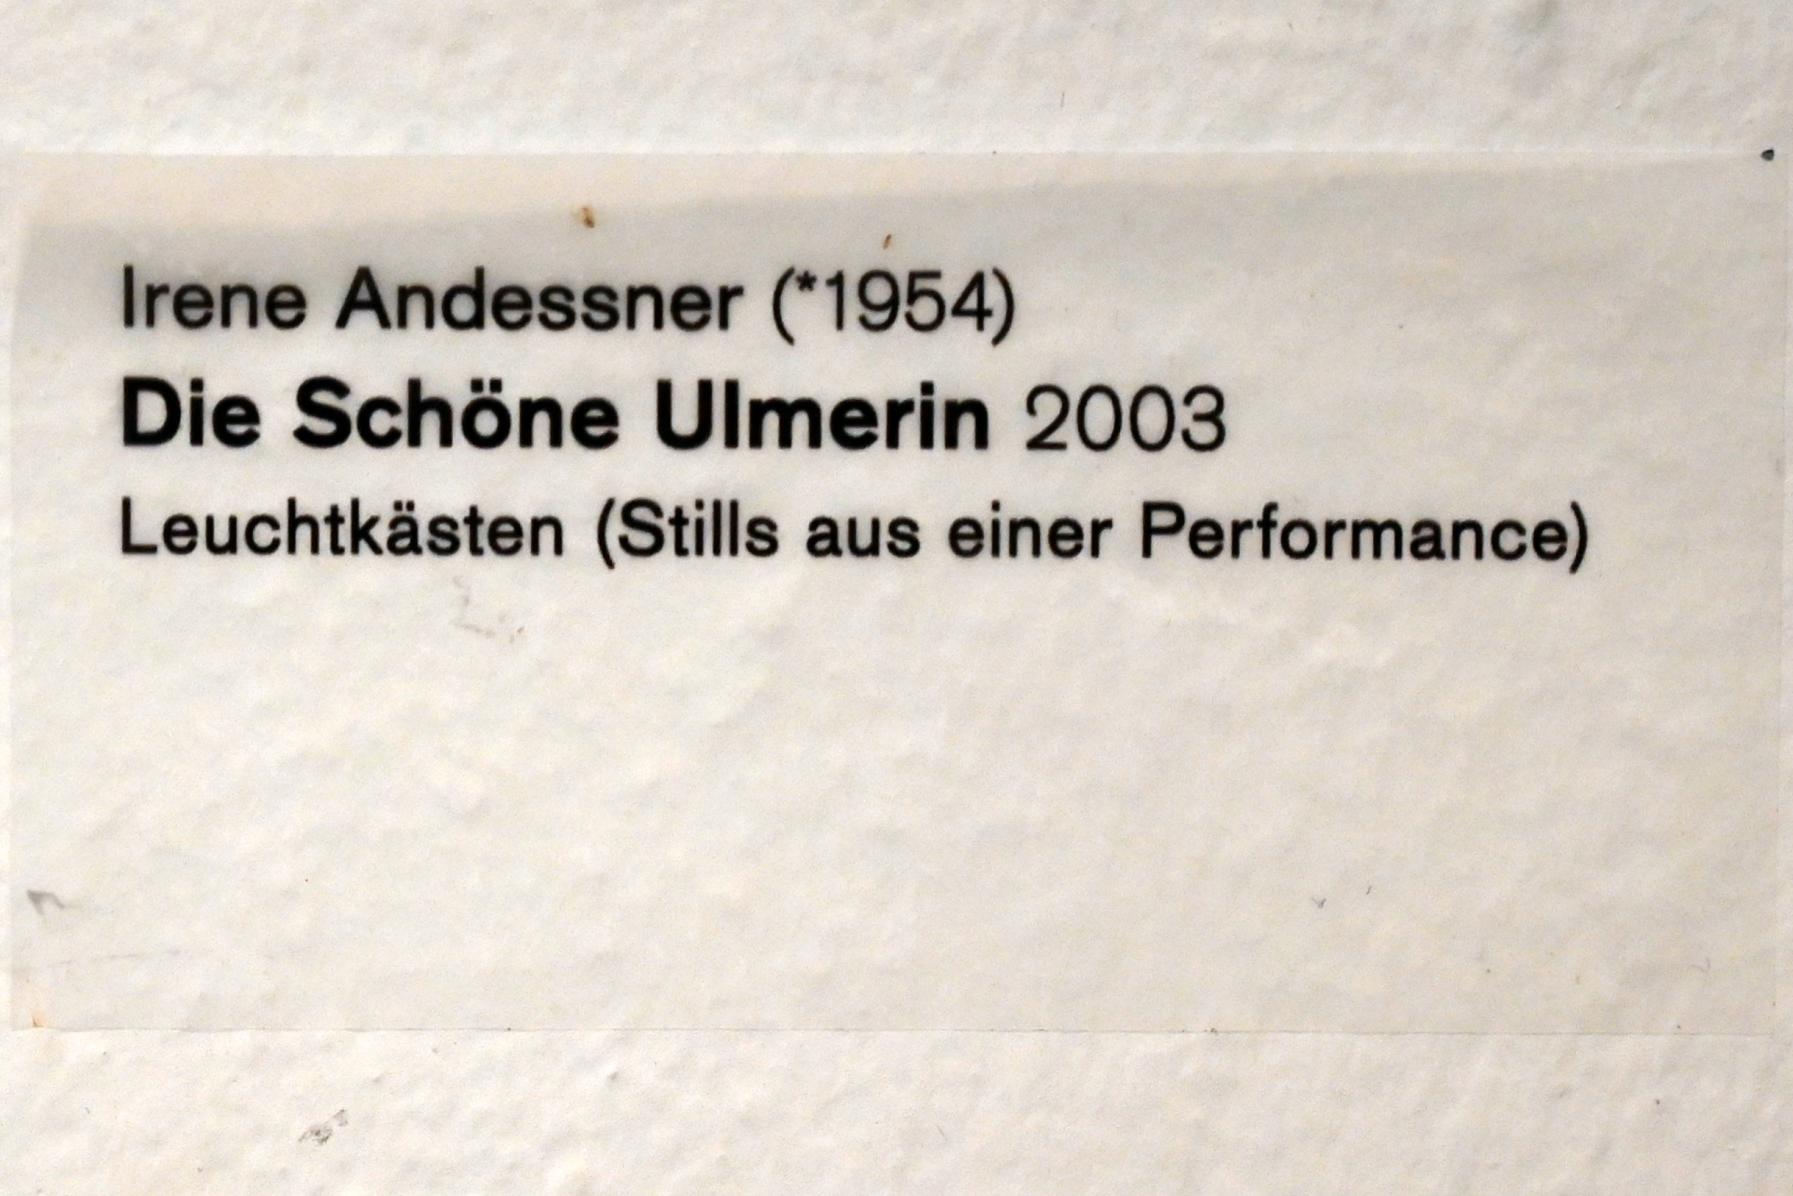 Irene Andessner (*1954)
Die Schöne Ulmerin 2003
Leuchtkästen (Stills aus einer Performance)